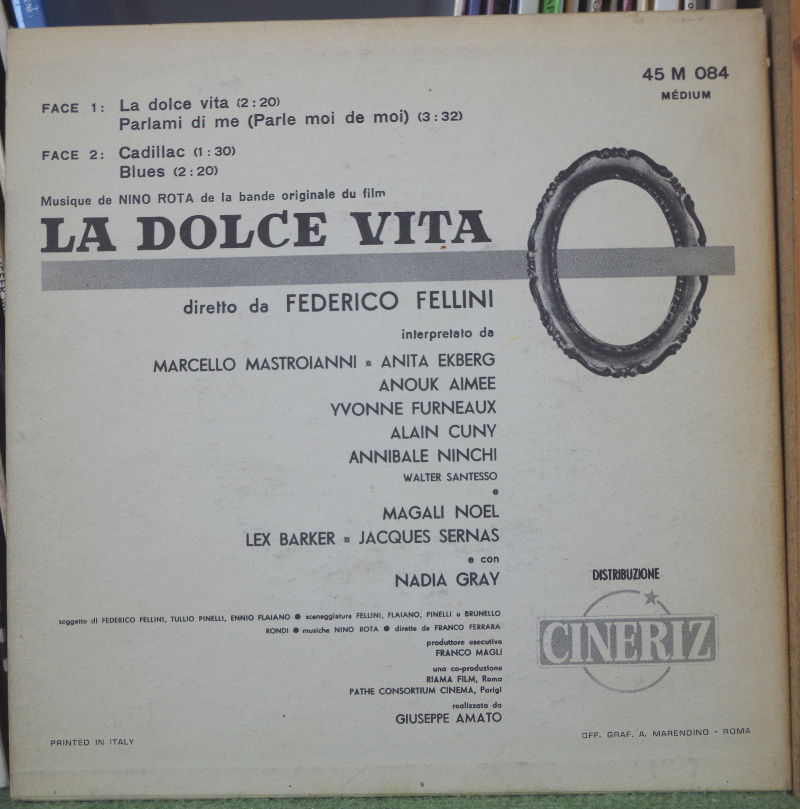 45 M 084
MÉDIUM
FACE 1: La dolce vita (2:20)
Parlami di me (Parle moi de moi) (3:32)
FACE 2: Cadillac (1:30)
Blues (2:20)
Musique de NINO ROTA de la bande originale du film
LA DOLCE VITA
diretto da FEDERICO FELLINI
interpretato da
MARCELLO MASTROIANNI » ANITA EKBERG
ANOUK AIMEE
YVONNE FURNEAUX
ALAIN CUNY
ANNIBALE NINCHI
WALTER SANTESSO
e
MAGALI NOEL
LEX BARKER » JACQUES SERNAS
e con
NADIA GRAY
soggetto di FEDERICO FELLINI, TULLIO PINELLI, ENNIO FLAIANO ● sceneggiatura FELLINI, FLAIANO, PINELLI e BRUNELLO
RONDI ● musiche NINO ROTA ● dirette da FRANCO FERRARA
produttore esecutivo
FRANCO MAGLI
una co-produzione
RIAMA FILM, Roma
PATHE CONSORTIUM CINEMA, Parigi
realizzata da
GIUSEPPE AMATO
DISTRIBUZIONE
CINERIZ
PRINTED IN ITALY
OFF. GRAF. A. MARENDINO - ROMA